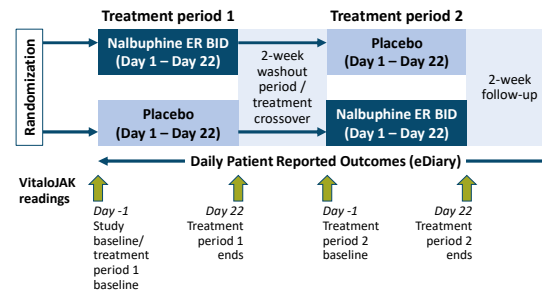 Treatment period 1
Treatment period 2
Randomization
Nalbuphine ER BID
(Day 1 – Day 22)
2-week
washout
period /
treatment
crossover
Placebo
(Day 1 – Day 22)
2-week
follow-up
Placebo
(Day 1 – Day 22)
Nalbuphine ER BID
(Day 1 – Day 22)
Daily Patient Reported Outcomes (eDiary)
VitaloJAK
readings
Day -1
Study
baseline/
treatment
period 1
baseline
Day 22
Treatment
period 1
ends
Day -1
Treatment
period 2
baseline
Day 22
Treatment
period 2
ends